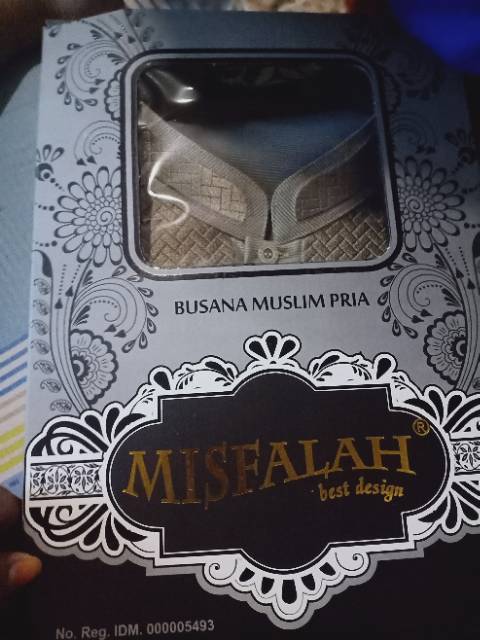 BUSANA MUSLIM PRIA
MISFALAH®
best design
No. Reg. IDM. 000005493